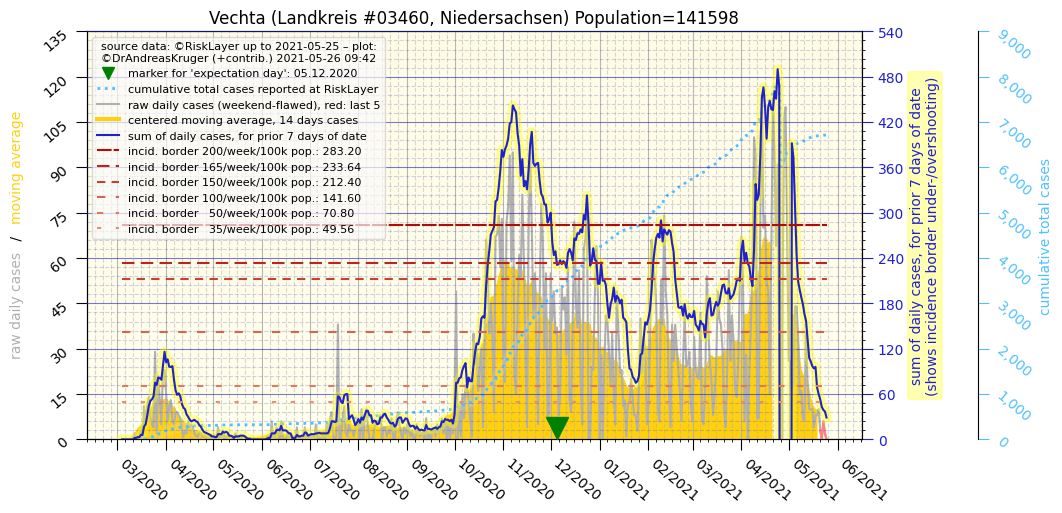 Vechta (Landkreis #03460, Niedersachsen) Population=141598
source data: ©RiskLayer up to 2021-05-25 – plot:
©DrAndreasKruger (+contrib.) 2021-05-26 09:42
marker for 'expectation day': 05.12.2020
cumulative total cases reported at RiskLayer
raw daily cases (weekend-flawed), red: last 5
centered moving average, 14 days cases
sum of daily cases, for prior 7 days of date
incid. border 200/week/100k pop.: 283.20
incid. border 165/week/100k pop.: 233.64
incid. border 150/week/100k pop.: 212.40
incid. border 100/week/100k pop.: 141.60
incid. border 50/week/100k pop.: 70.80
incid. border 35/week/100k pop.: 49.56
raw daily cases / moving average
135
120
105
90
75
60
45
30
15
0
03/2020
04/2020
05/2020
06/2020
07/2020
08/2020
09/2020
10/2020
11/2020
12/2020
01/2021
02/2021
03/2021
04/2021
05/2021
06/2021
540
480
420
360
300
240
180
120
60
0
sum of daily cases, for prior 7 days of date
(shows incidence border under-/overshooting)
9,000
8,000
7,000
6,000
5,000
4,000
3,000
2,000
1,000
0
cumulative total cases